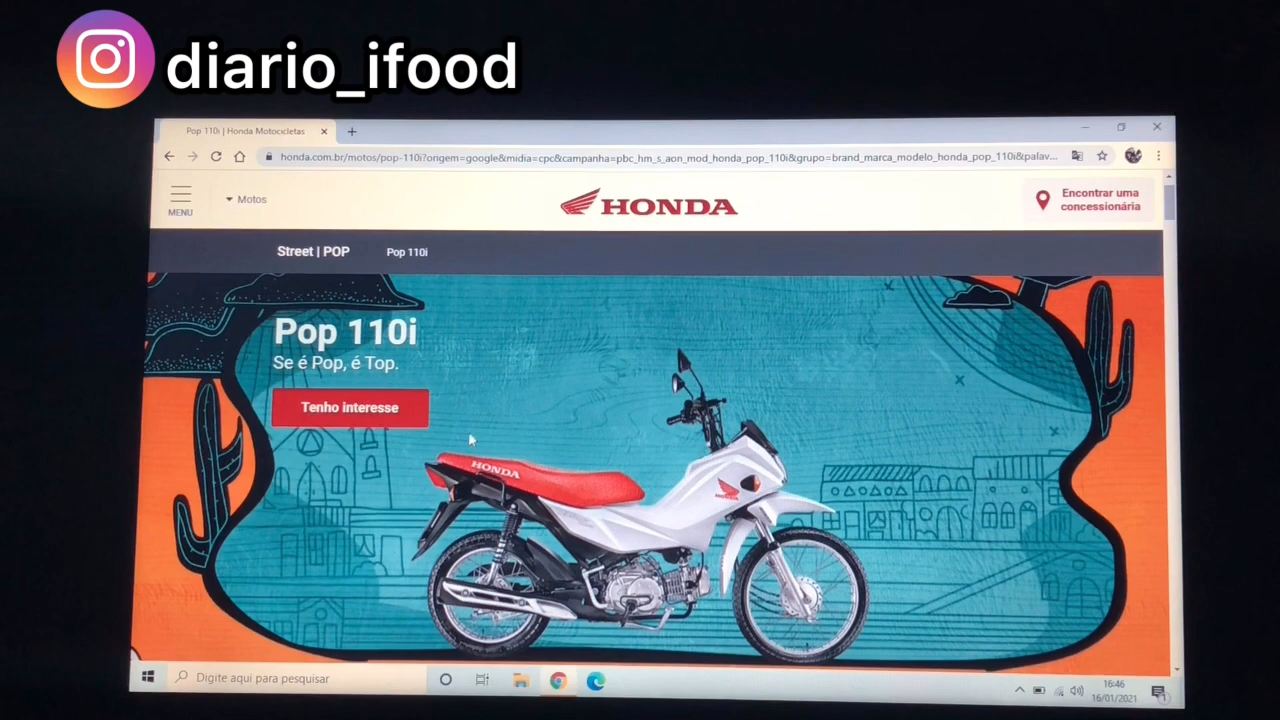 diario_ifood
Pop 110i | Honda Motocicletas
honda.com.br/motos/pop-110i?origem=google&midia=cpc&campanha=pbc_hm_s_aon_mod_honda_pop_110i&grupo=brand_marca_modelo_honda_pop_110i&palav...
MENU
Motos
HONDA
Encontrar uma
concessionária
Street | POP
Pop 110i
Pop 110i
Se é Pop, é Top.
Tenho interesse
HONDA
Digite aqui para pesquisar
16:46
16/01/2021